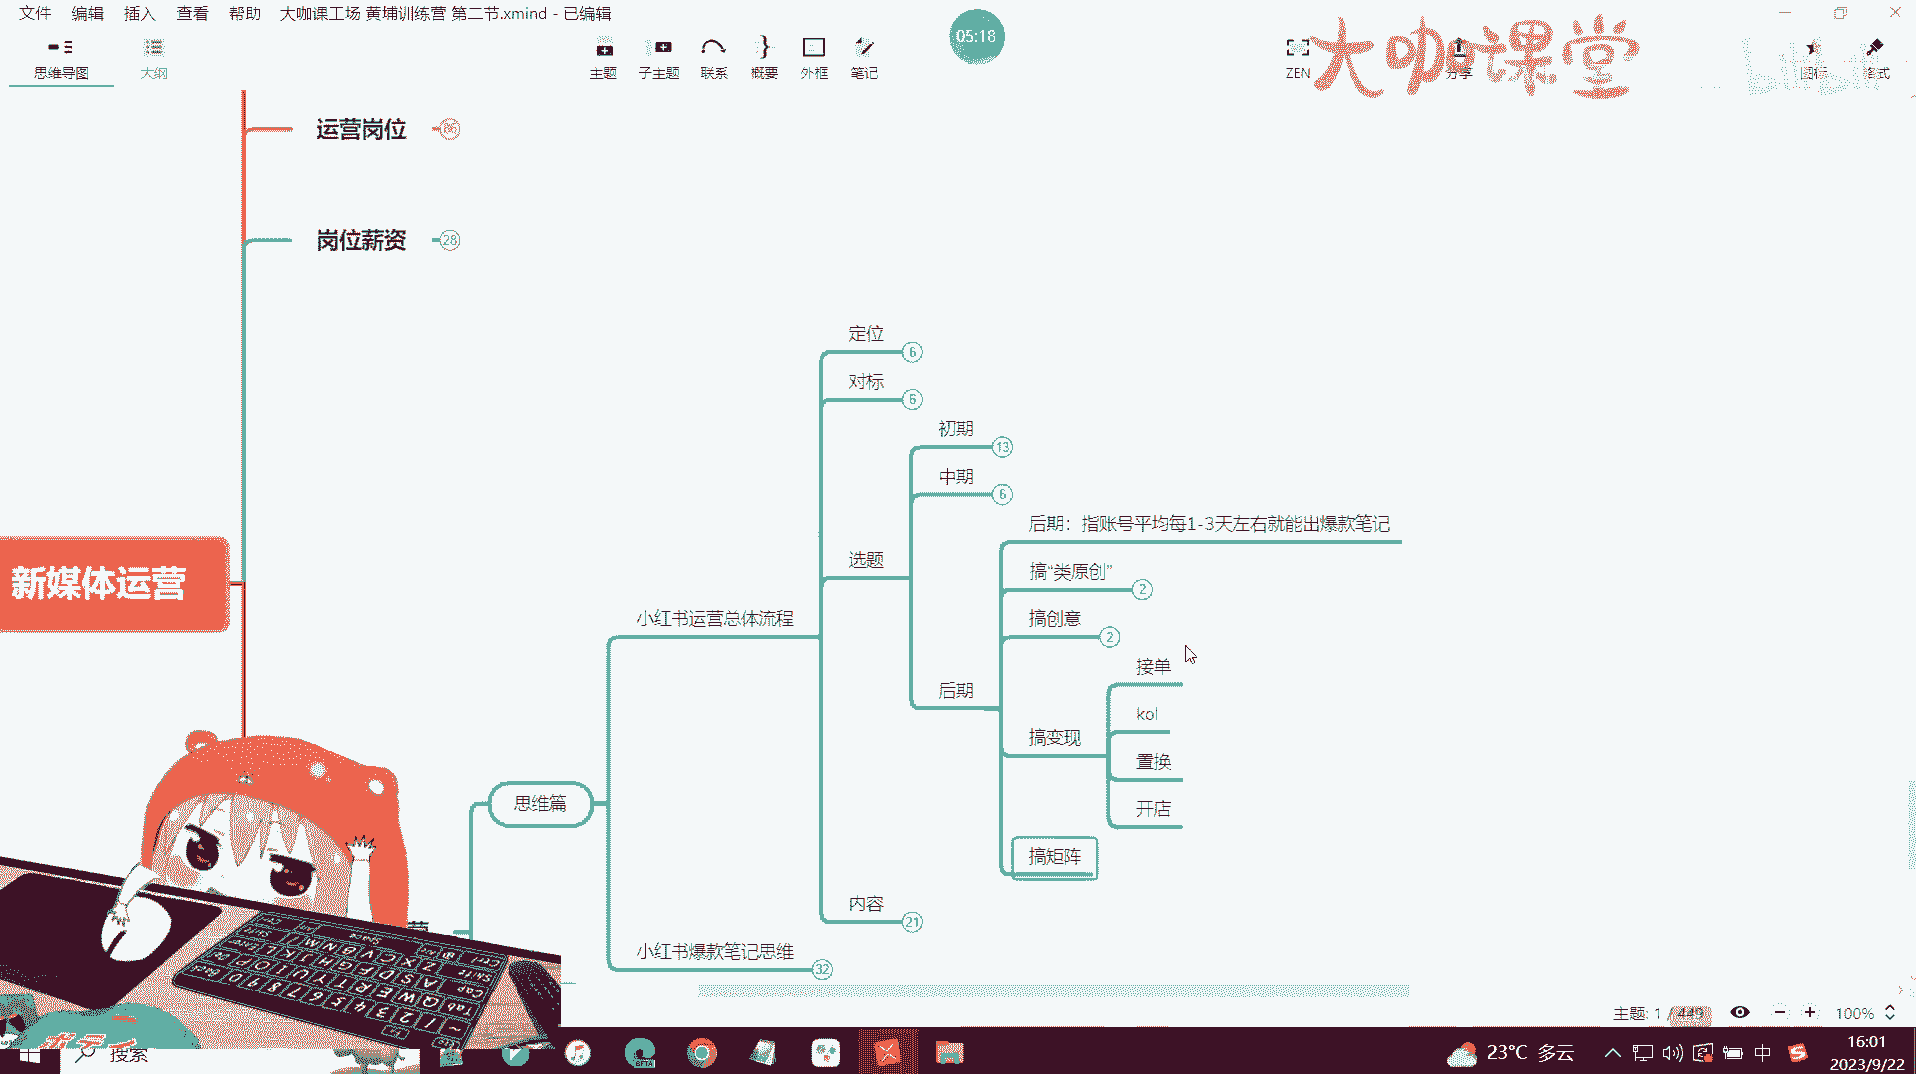 文件 编辑 插入 查看 帮助 大咖课工场 黄埔训练营 第二节.xmind - 已编辑
05:18
思维导图 大纲 主题 子主题 联系 概要 外框 笔记 ZEN 分享 图标 格式
大咖课堂
bilibili
运营岗位 86
岗位薪资 28
定位 6
对标 6
初期 13
中期 6
后期：指账号平均每1-3天左右就能出爆款笔记
选题
搞“类原创” 2
新媒体运营
小红书运营总体流程
搞创意 2
接单
后期
kol
搞变现
置换
思维篇
开店
搞矩阵
内容 21
营
小红书爆款笔记思维 32
主题: 1 / 449 100%
搜索
23°C 多云
中
16:01
2023/9/22